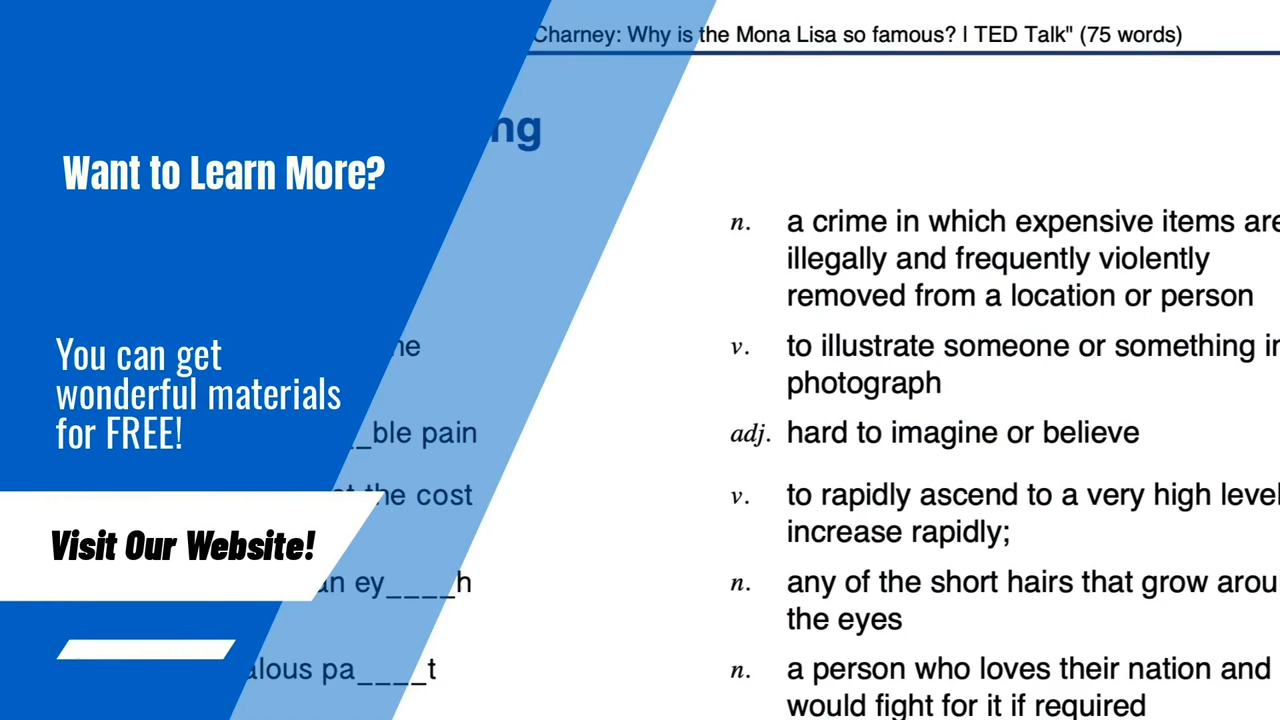 Charney: Why is the Mona Lisa so famous? | TED Talk" (75 words)
ng
Want to Learn More?
You can get
wonderful materials
for FREE!
Visit Our Website!
ne
__ble pain
t the cost
an ey____h
alous pa____t
n. a crime in which expensive items are
illegally and frequently violently
removed from a location or person
v. to illustrate someone or something in
photograph
adj. hard to imagine or believe
v. to rapidly ascend to a very high level
increase rapidly;
n. any of the short hairs that grow arou
the eyes
n. a person who loves their nation and
would fight for it if required